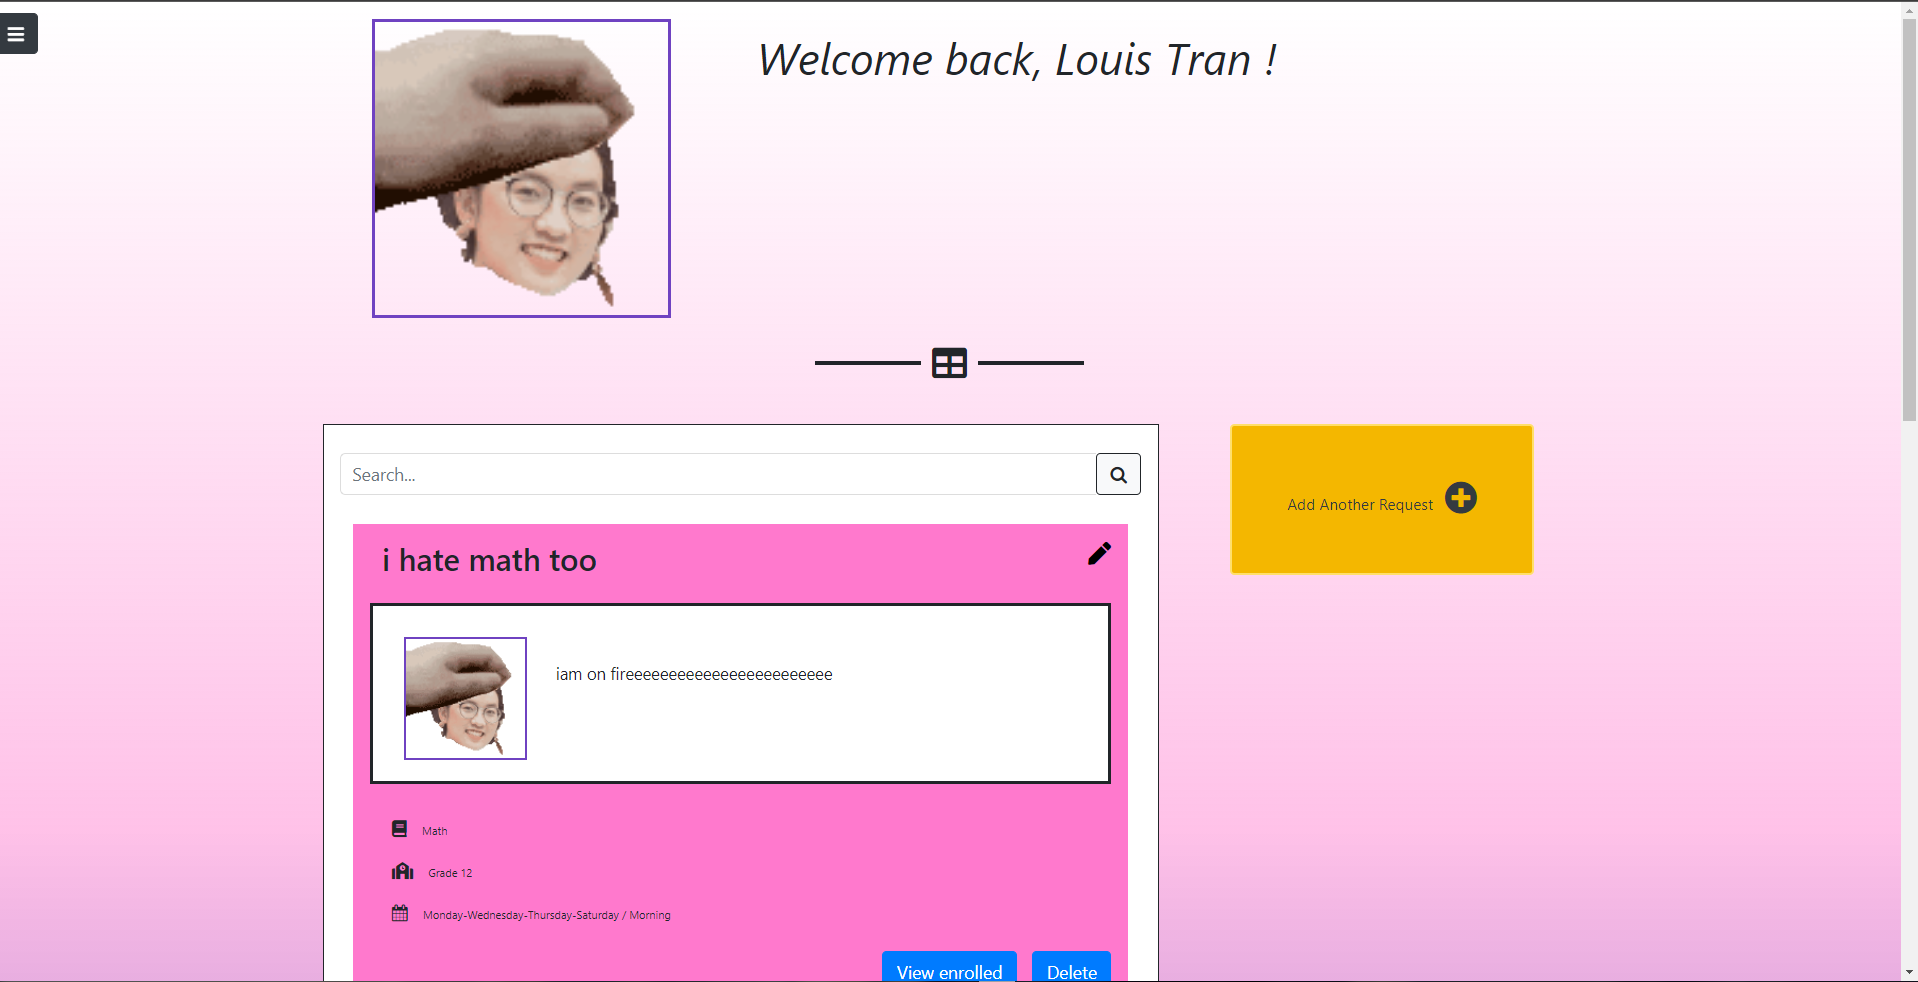 Welcome back, Louis Tran !
Search...
Add Another Request
i hate math too
iam on fireeeeeeeeeeeeeeeeeeeeeeee
Math
Grade 12
Monday-Wednesday-Thursday-Saturday / Morning
View enrolled
Delete